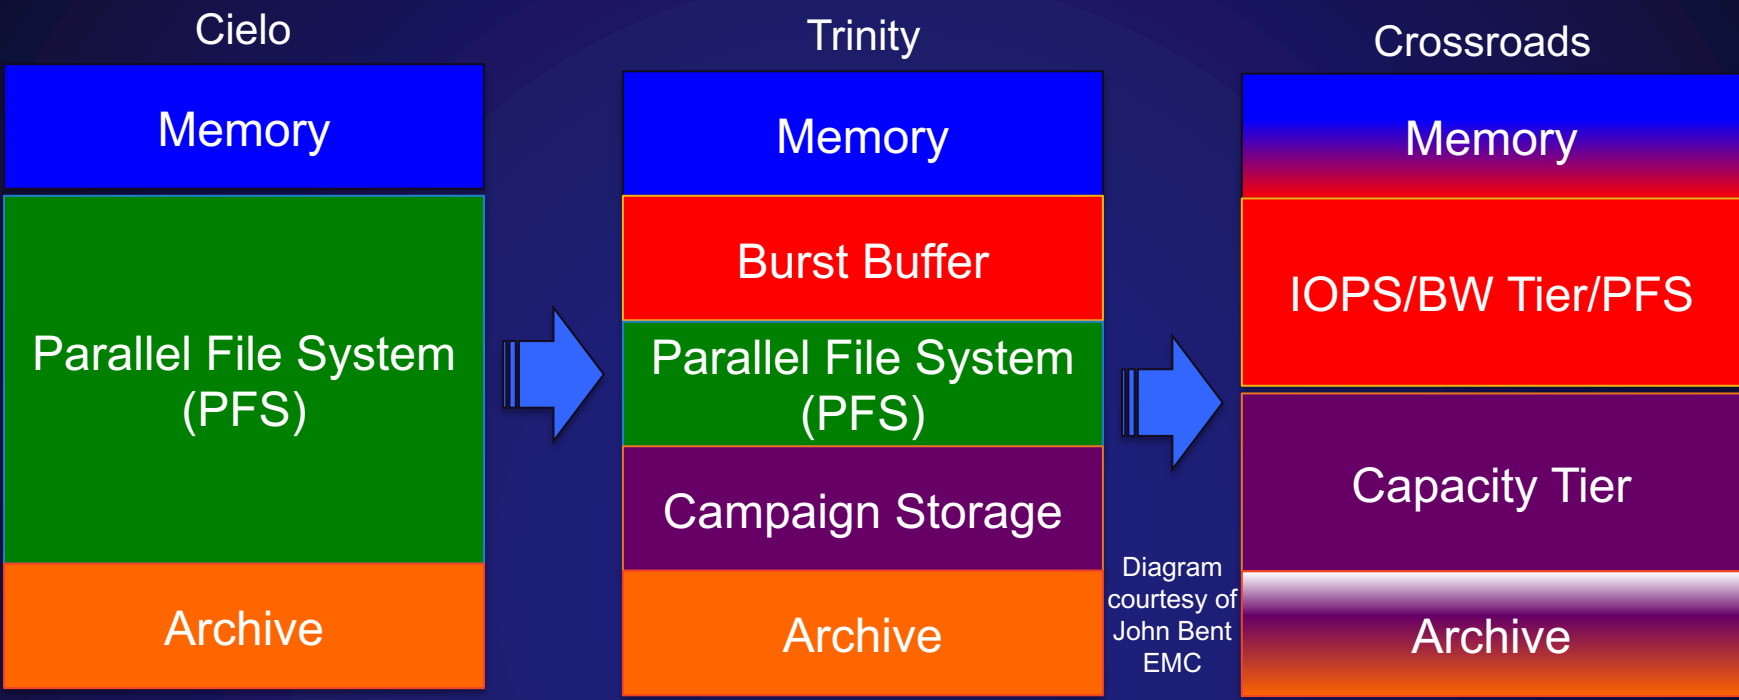 Cielo
Memory
Parallel File System
(PFS)
Archive
Trinity
Memory
Burst Buffer
Parallel File System
(PFS)
Campaign Storage
Archive
Diagram
courtesy of
John Bent
EMC
Crossroads
Memory
IOPS/BW Tier/PFS
Capacity Tier
Archive